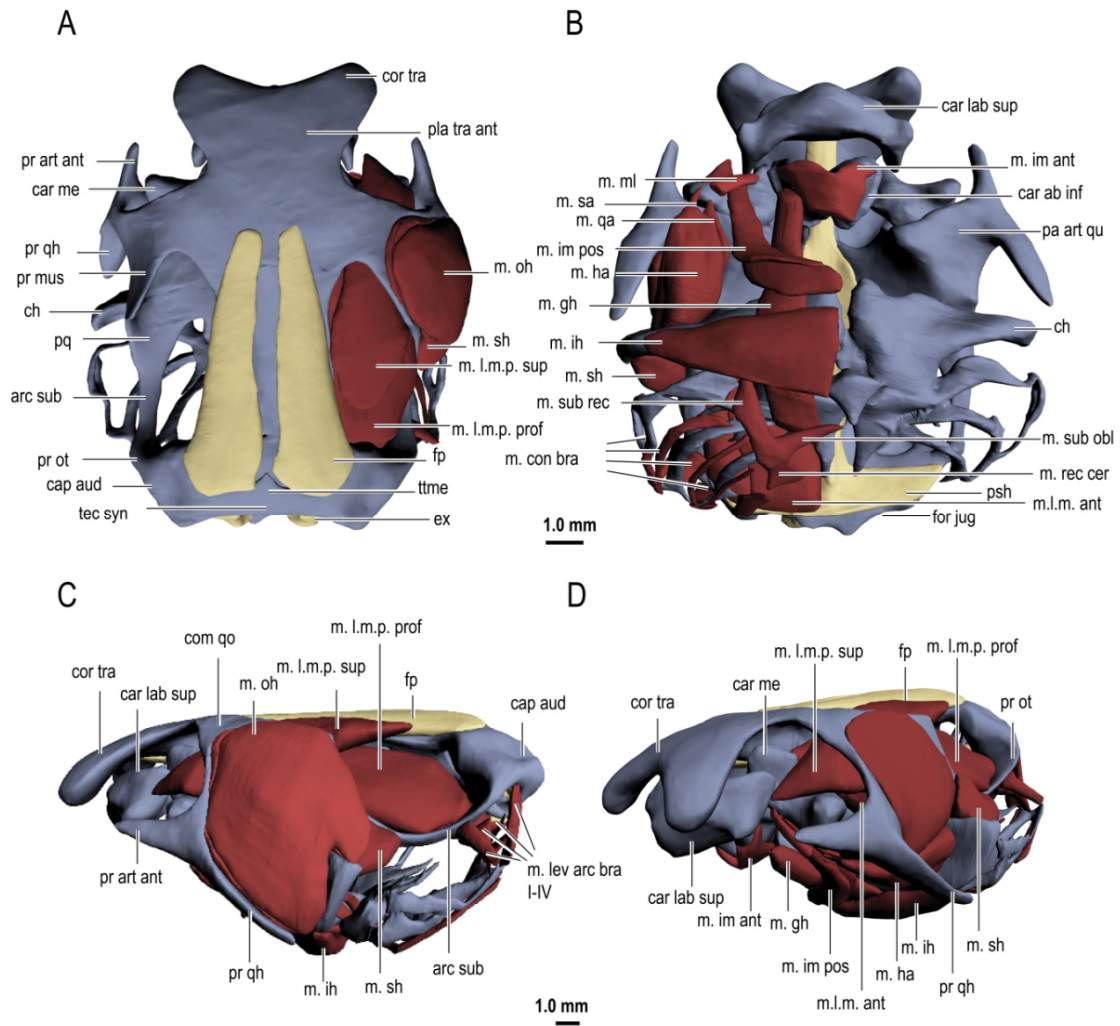 A
cor tra
pla tra ant
pr art ant
car me
pr qh
pr mus
ch
pq
arc sub
pr ot
cap aud
tec syn
m. oh
m. sh
m. l.m.p. sup
m. l.m.p. prof
fp
ttme
ex
B
car lab sup
m. ml
m. sa
m. qa
m. im pos
m. ha
m. gh
m. ih
m. sh
m. sub rec
m. con bra
m. im ant
car ab inf
pa art qu
ch
m. sub obl
m. rec cer
psh
m.l.m. ant
for jug
1.0 mm
C
cor tra
car lab sup
com qo
m. oh
m. l.m.p. sup
m. l.m.p. prof
fp
cap aud
pr art ant
pr qh
m. ih
m. sh
arc sub
m. lev arc bra
I-IV
D
cor tra
car me
m. l.m.p. sup
fp
m. l.m.p. prof
pr ot
car lab sup
m. im ant
m. gh
m. im pos
m.l.m. ant
m. ha
m. ih
pr qh
m. sh
1.0 mm